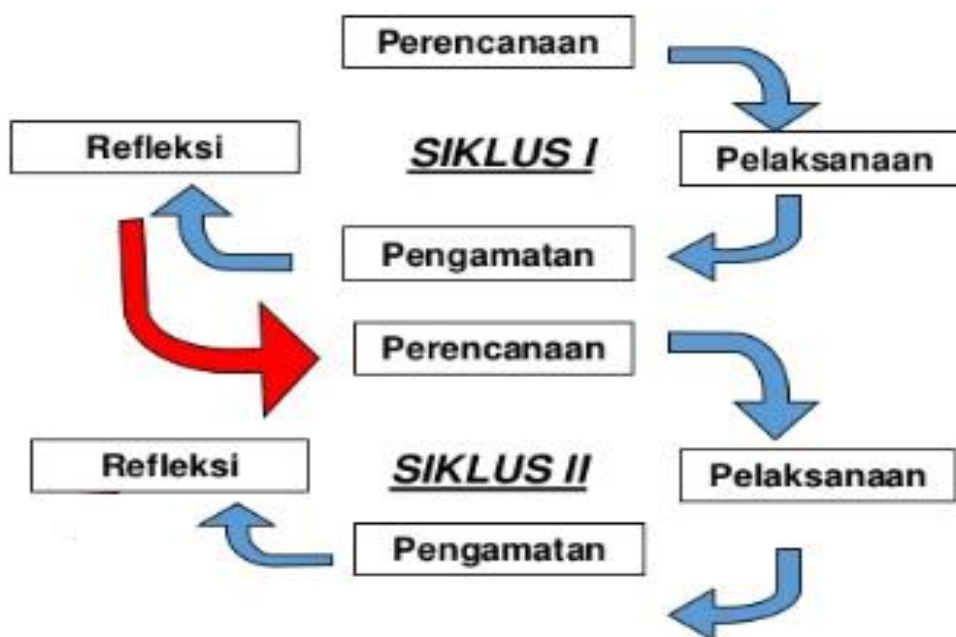 Perencanaan
Refleksi
SIKLUS I
Pelaksanaan
Pengamatan
Perencanaan
Refleksi
SIKLUS II
Pelaksanaan
Pengamatan